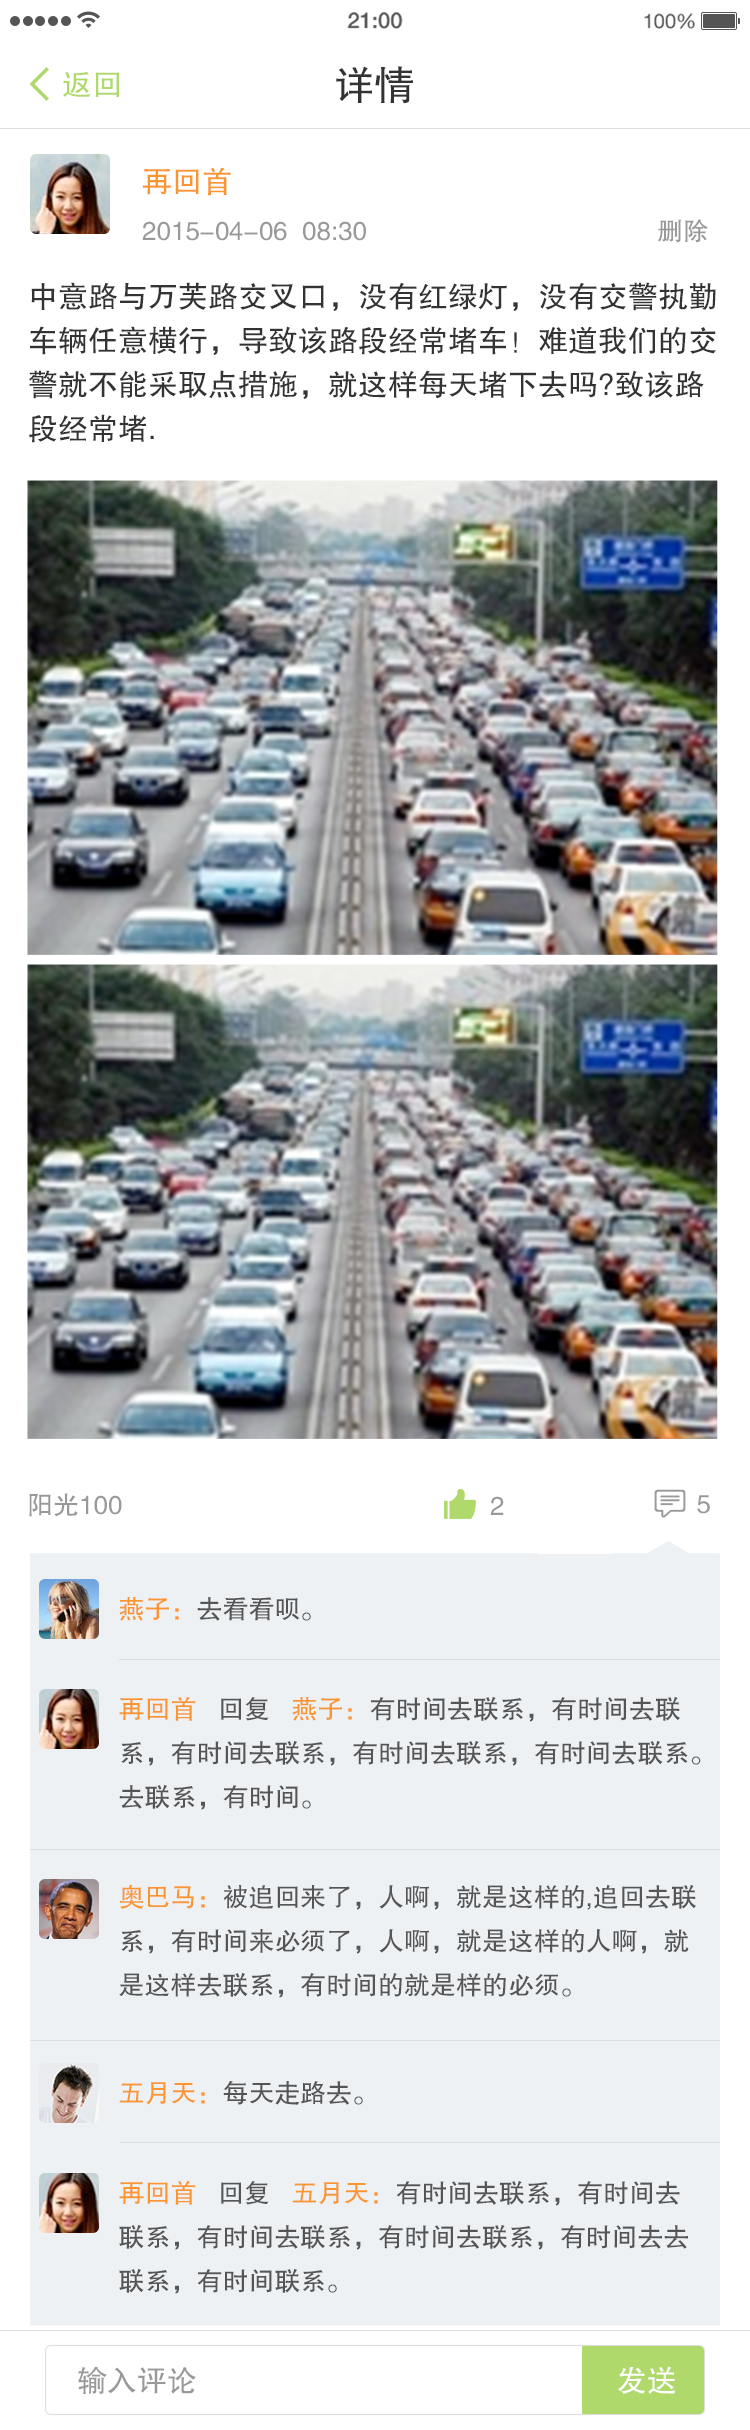 21:00
100%
返回
详情
再回首
2015-04-06 08:30
删除
中意路与万芙路交叉口，没有红绿灯，没有交警执勤
车辆任意横行，导致该路段经常堵车！难道我们的交
警就不能采取点措施，就这样每天堵下去吗?致该路
段经常堵.
阳光100
2
5
燕子：去看看呗。
再回首 回复 燕子：有时间去联系，有时间去联
系，有时间去联系，有时间去联系，有时间去联系。
去联系，有时间。
奥巴马：被追回来了，人啊，就是这样的,追回去联
系，有时间来必须了，人啊，就是这样的人啊，就
是这样去联系，有时间的就是样的必须。
五月天：每天走路去。
再回首 回复 五月天：有时间去联系，有时间去
联系，有时间去联系，有时间去联系，有时间去去
联系，有时间联系。
输入评论
发送